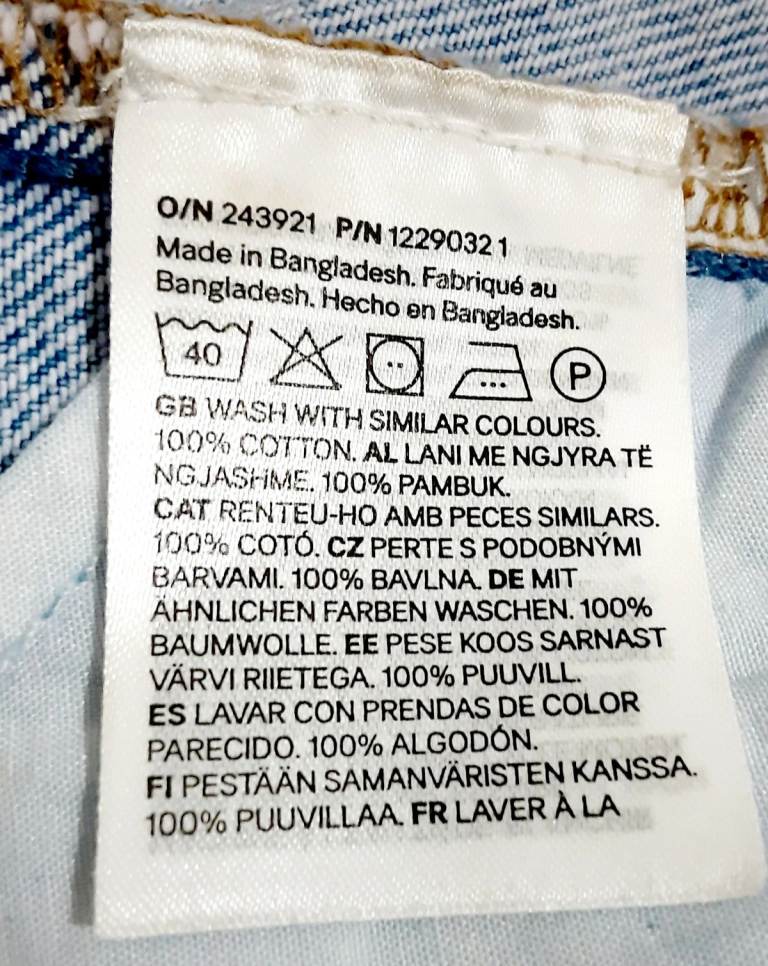 O/N 243921 P/N 12290321
Made in Bangladesh. Fabriqué au
Bangladesh. Hecho en Bangladesh.
40 P
GB WASH WITH SIMILAR COLOURS.
100% COTTON. AL LANI ME NGJYRA TË
NGJASHME. 100% PAMBUK.
CAT RENTEU-HO AMB PECES SIMILARS.
100% COTÓ. CZ PERTE S PODOBNÝMI
BARVAMI. 100% BAVLNA. DE MIT
ÄHNLICHEN FARBEN WASCHEN. 100%
BAUMWOLLE. EE PESE KOOS SARNAST
VÄRVI RIIETEGA. 100% PUUVILL.
ES LAVAR CON PRENDAS DE COLOR
PARECIDO. 100% ALGODÓN.
FI PESTÄÄN SAMANVÄRISTEN KANSSA.
100% PUUVILLAA. FR LAVER À LA